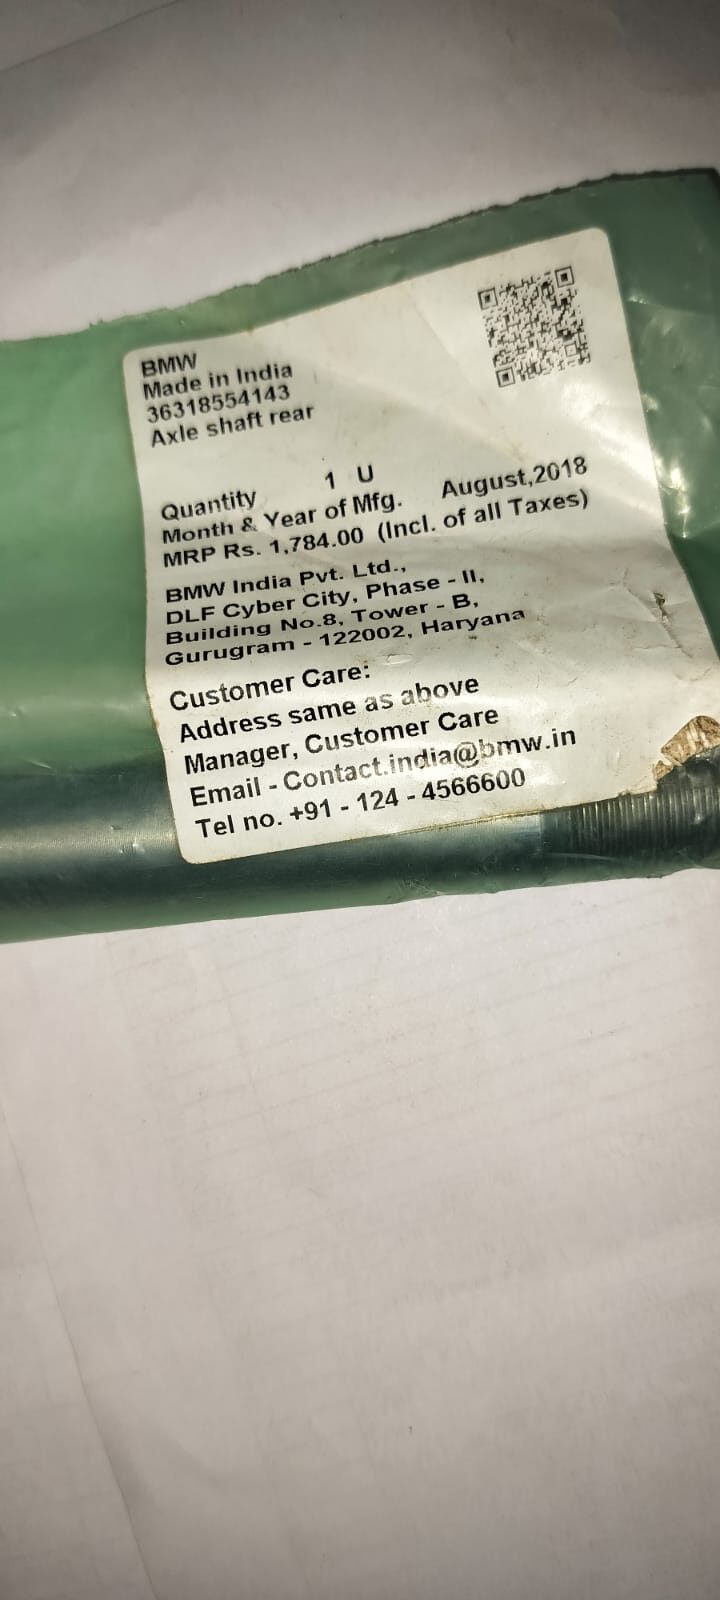 BMW
Made in India
36318554143
Axle shaft rear
Quantity 1 U
Month & Year of Mfg. August,2018
MRP Rs. 1,784.00 (Incl. of all Taxes)
BMW India Pvt. Ltd.,
DLF Cyber City, Phase - II,
Building No.8, Tower - B,
Gurugram - 122002, Haryana
Customer Care:
Address same as above
Manager, Customer Care
Email - Contact.india@bmw.in
Tel no. +91 - 124 - 4566600